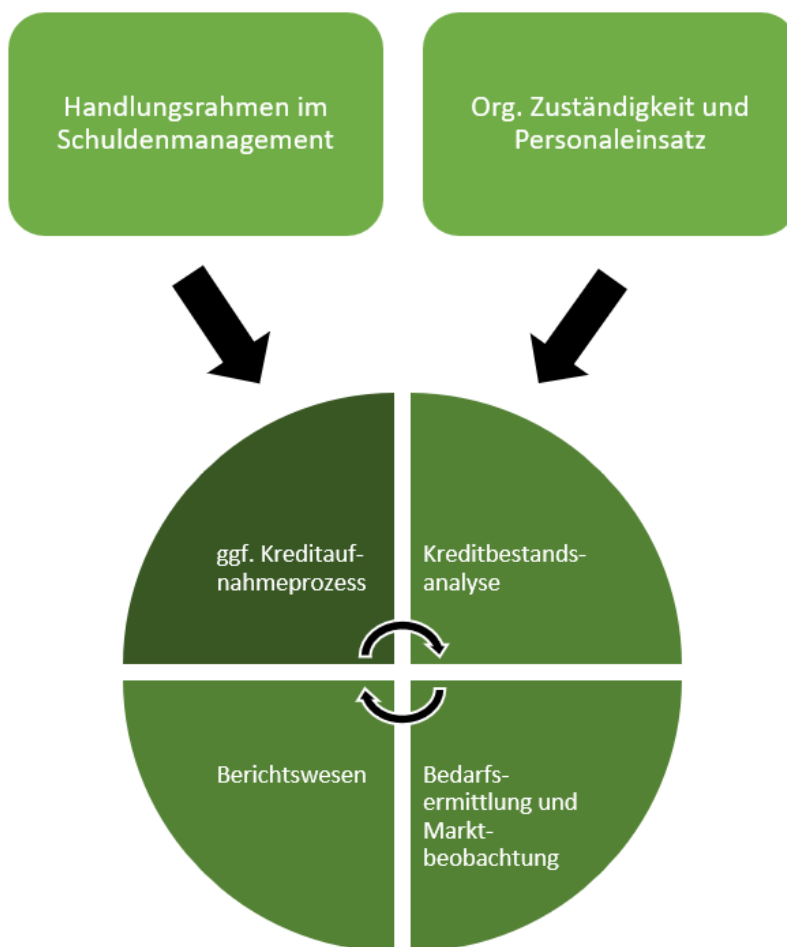 Handlungsrahmen im
Schuldenmanagement
Org. Zuständigkeit und
Personaleinsatz
ggf. Kreditauf-
nahmeprozess
Kreditbestands-
analyse
Berichtswesen
Bedarfs-
ermittlung und
Markt-
beobachtung